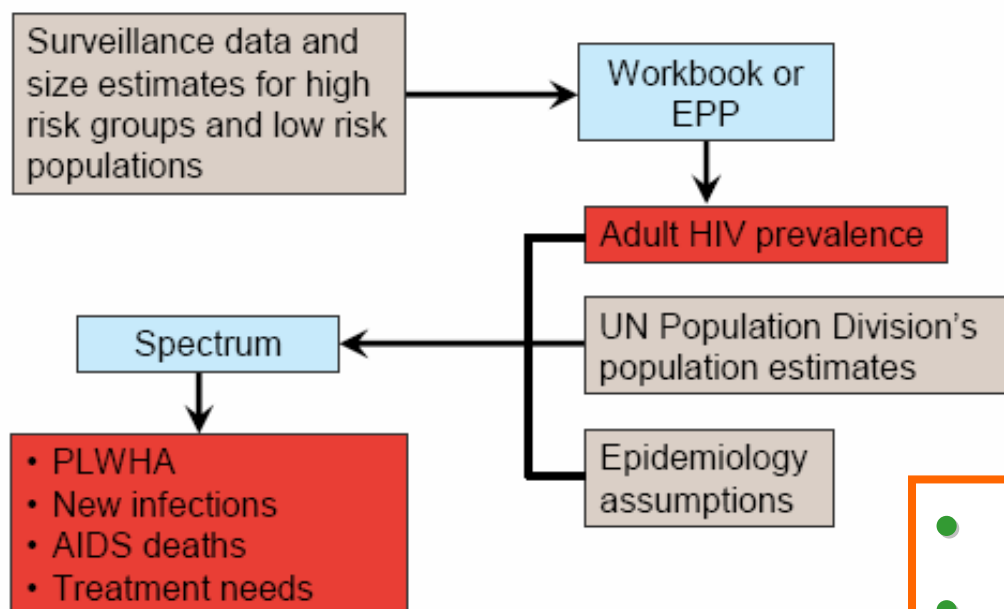 Surveillance data and
size estimates for high
risk groups and low risk
populations
Workbook or
EPP
Adult HIV prevalence
UN Population Division's
population estimates
Spectrum
Epidemiology
assumptions
• PLWHA
• New infections
• AIDS deaths
• Treatment needs